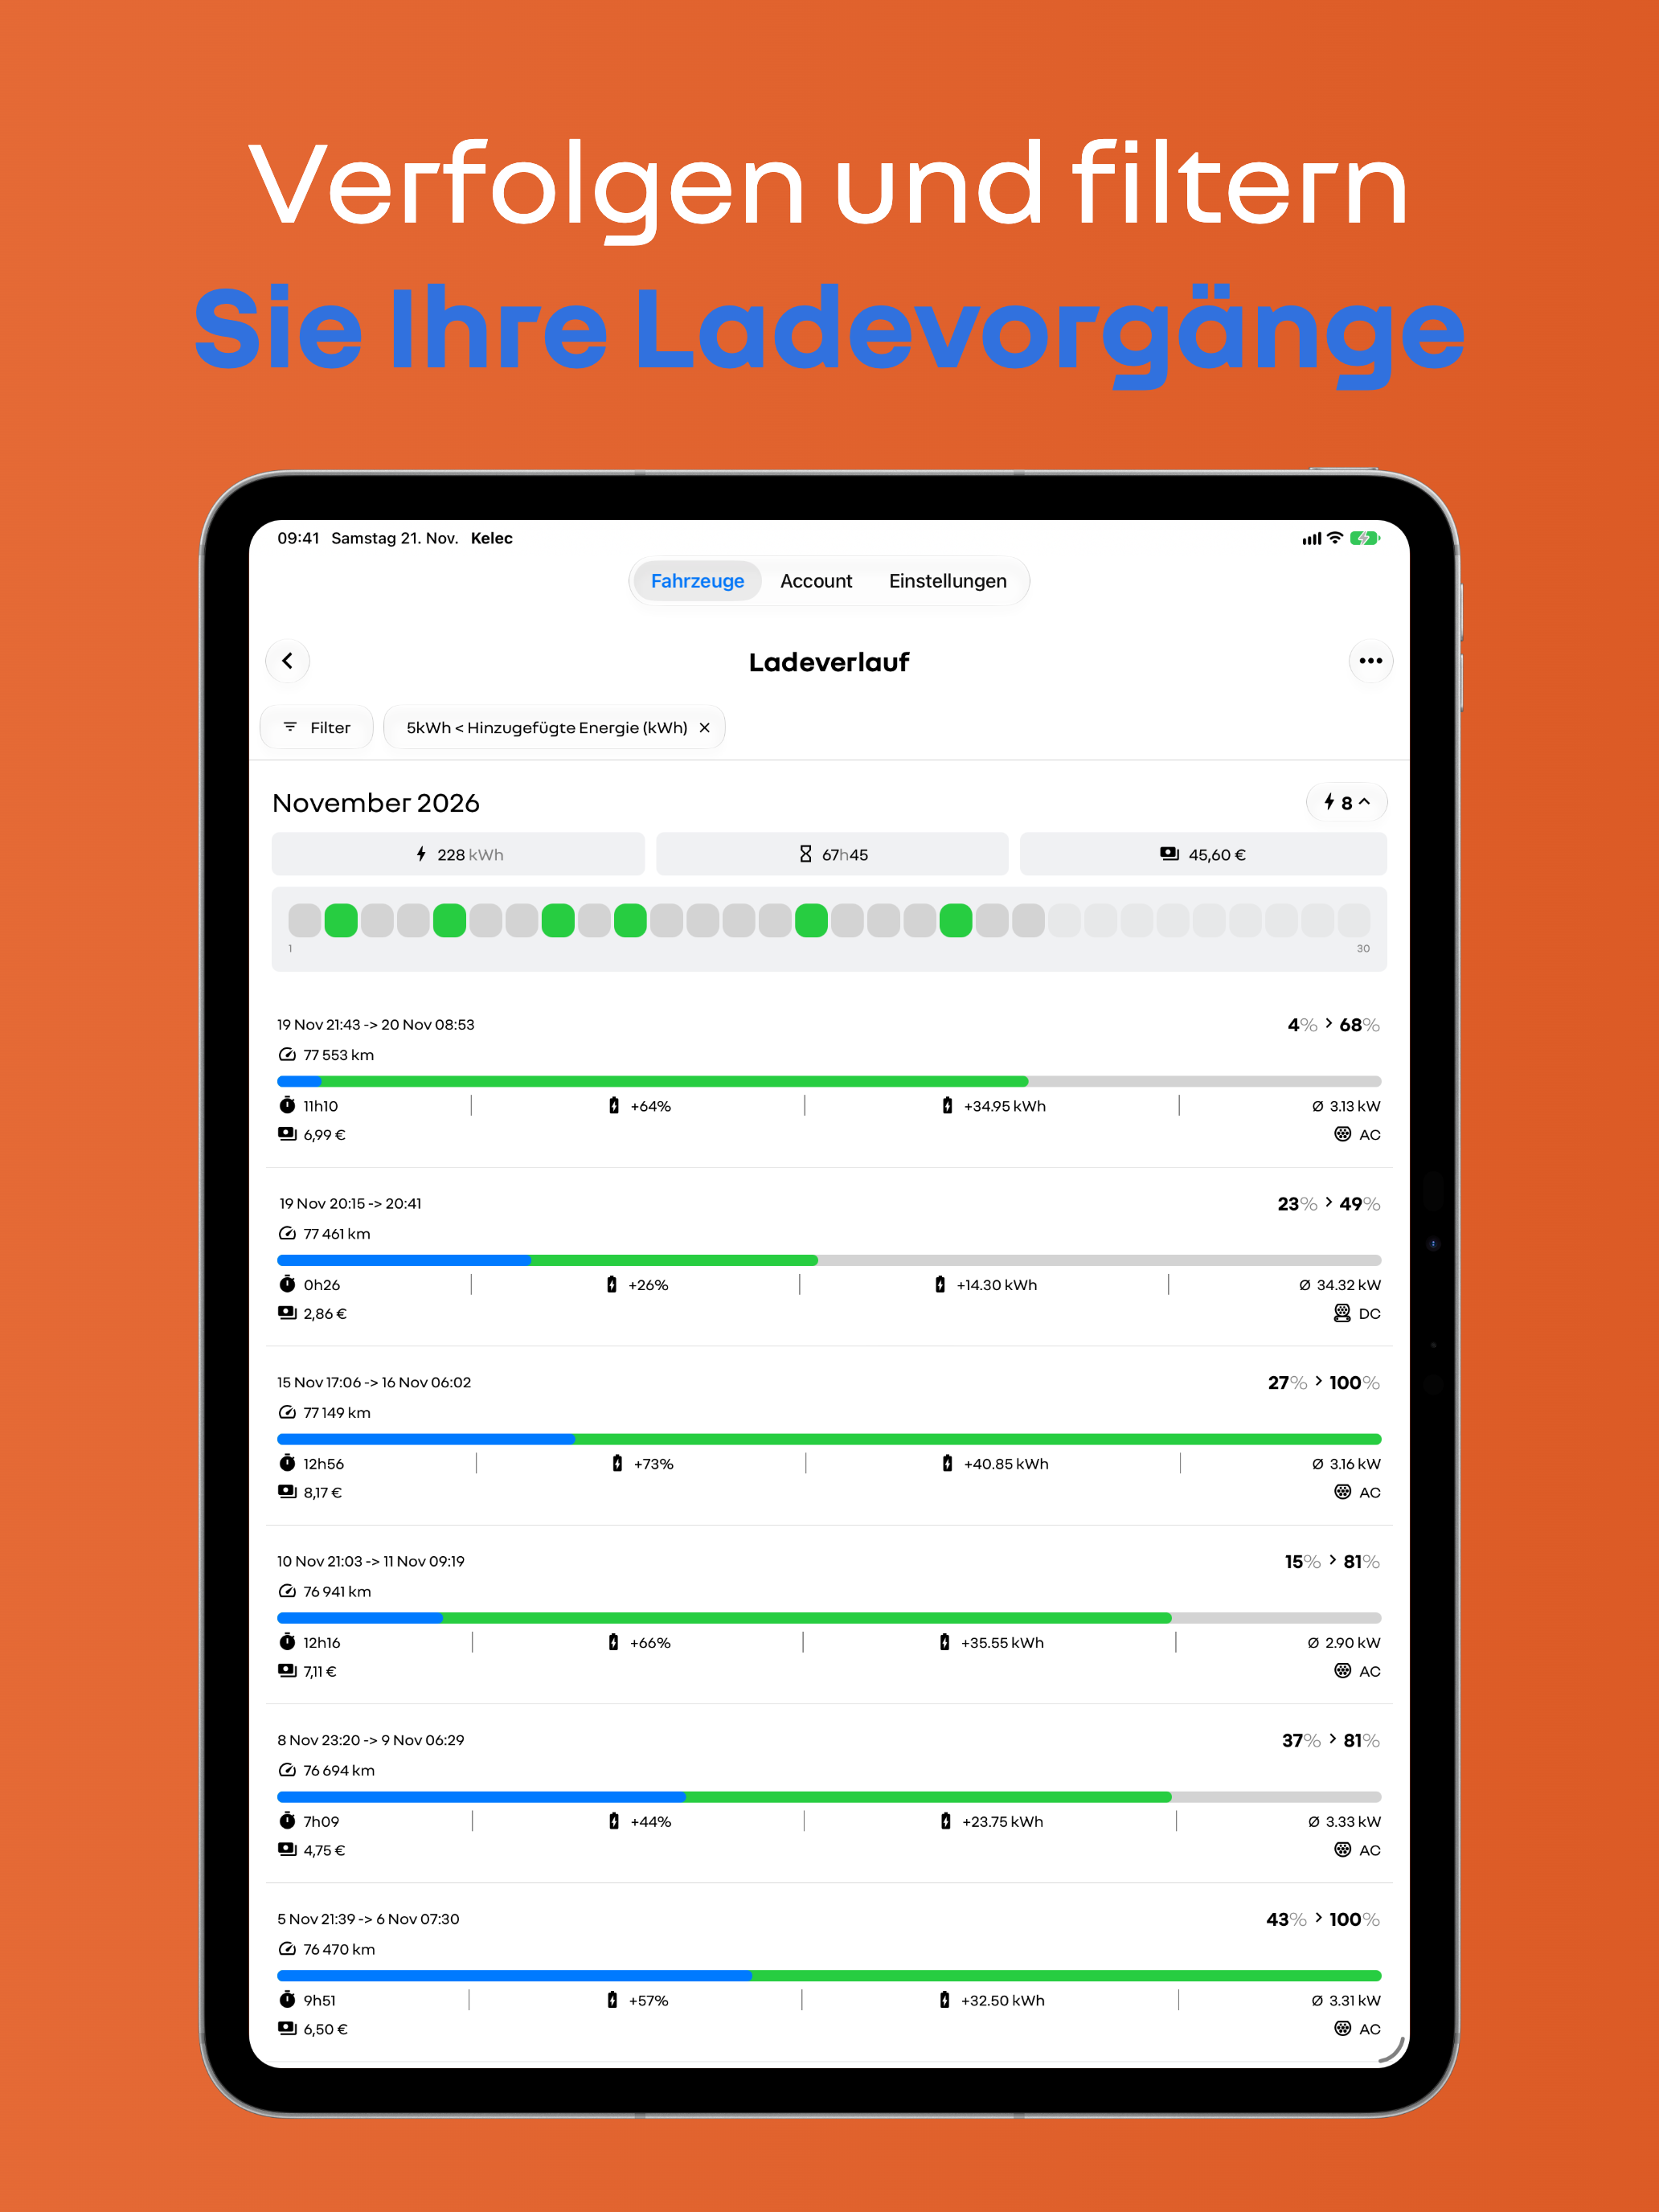 Verfolgen und filtern
Sie Ihre Ladevorgänge
09:41 Samstag 21. Nov. Kelec
Fahrzeuge Account Einstellungen
Ladeverlauf
Filter 5kWh < Hinzugefügte Energie (kWh) ×
November 2026 8
228 kWh 67h45 45,60 €
1 30
19 Nov 21:43 -> 20 Nov 08:53 4% > 68%
77 553 km
11h10 +64% +34.95 kWh Ø 3.13 kW
6,99 € AC
19 Nov 20:15 -> 20:41 23% > 49%
77 461 km
0h26 +26% +14.30 kWh Ø 34.32 kW
2,86 € DC
15 Nov 17:06 -> 16 Nov 06:02 27% > 100%
77 149 km
12h56 +73% +40.85 kWh Ø 3.16 kW
8,17 € AC
10 Nov 21:03 -> 11 Nov 09:19 15% > 81%
76 941 km
12h16 +66% +35.55 kWh Ø 2.90 kW
7,11 € AC
8 Nov 23:20 -> 9 Nov 06:29 37% > 81%
76 694 km
7h09 +44% +23.75 kWh Ø 3.33 kW
4,75 € AC
5 Nov 21:39 -> 6 Nov 07:30 43% > 100%
76 470 km
9h51 +57% +32.50 kWh Ø 3.31 kW
6,50 € AC